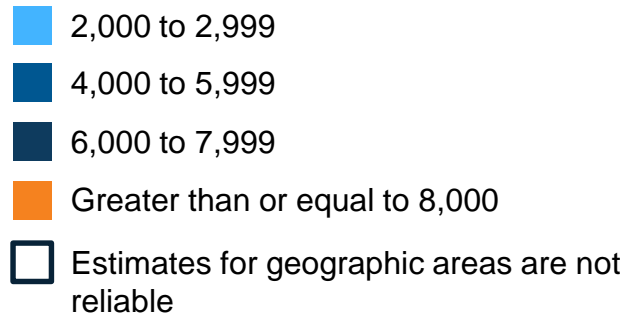 2,000 to 2,999
4,000 to 5,999
6,000 to 7,999
Greater than or equal to 8,000
Estimates for geographic areas are not
reliable